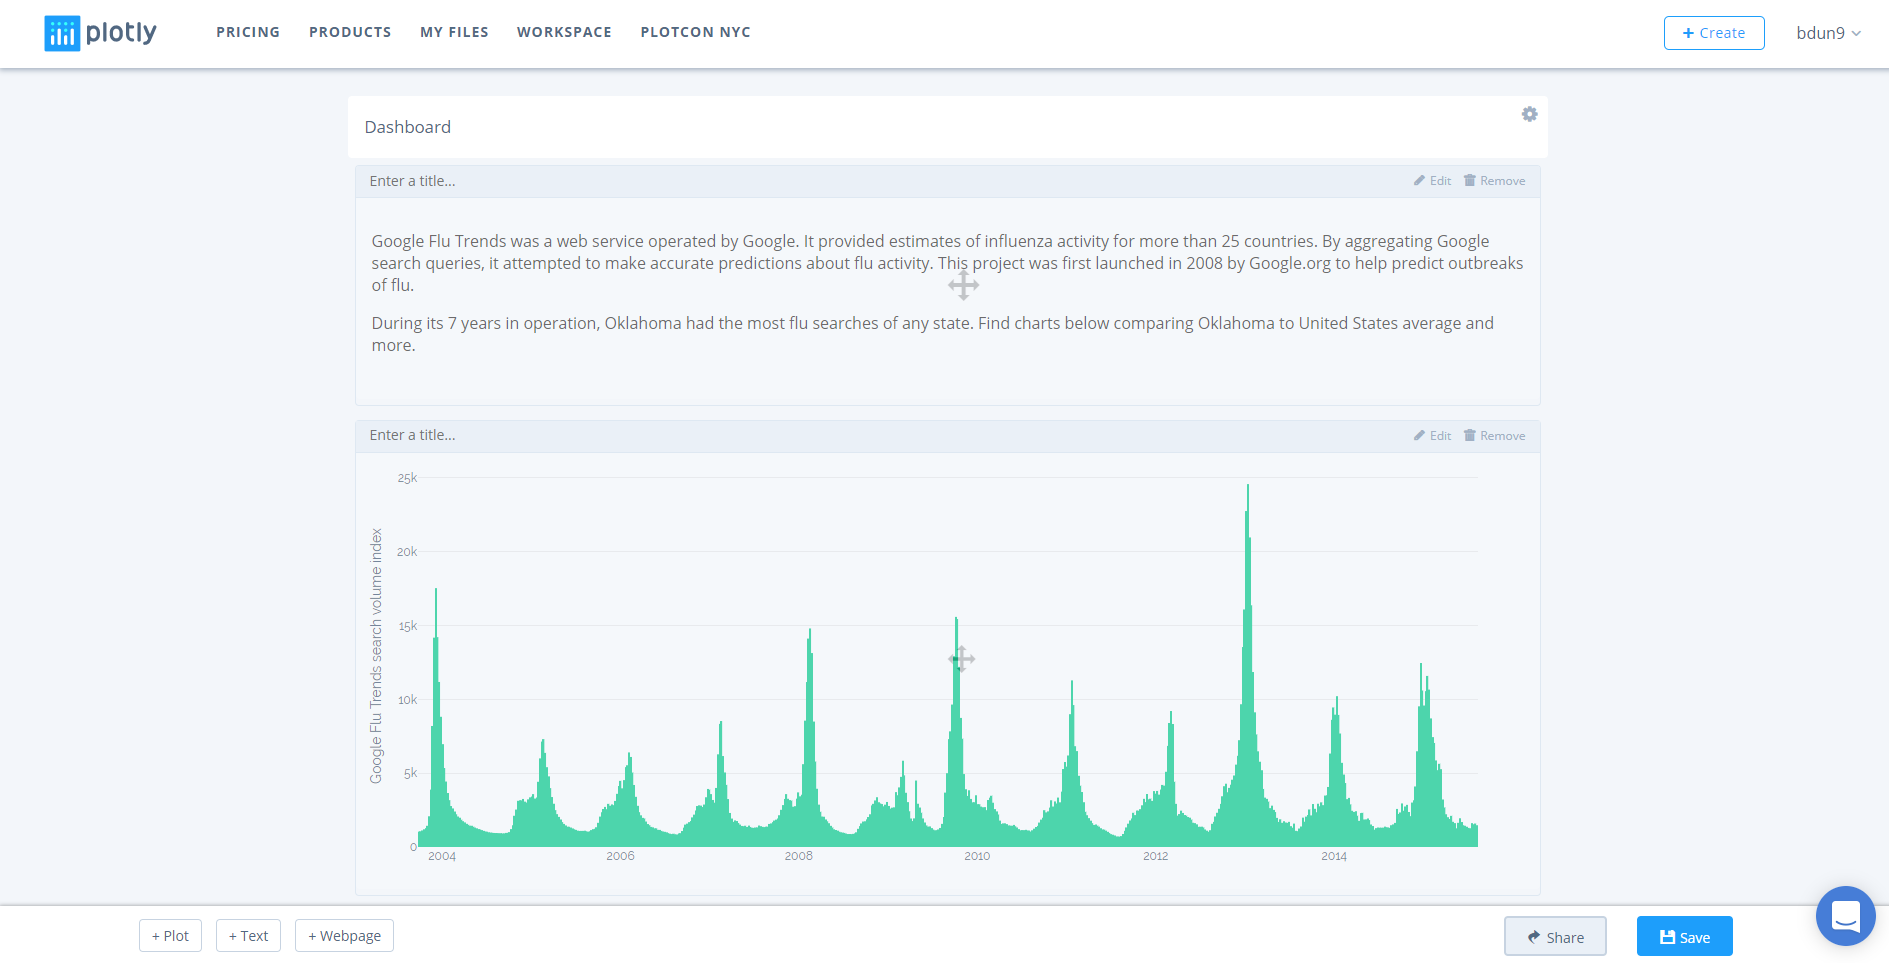 plotly
PRICING PRODUCTS MY FILES WORKSPACE PLOTCON NYC
+ Create
bdun9
Dashboard
Enter a title...
Edit Remove
Google Flu Trends was a web service operated by Google. It provided estimates of influenza activity for more than 25 countries. By aggregating Google
search queries, it attempted to make accurate predictions about flu activity. This project was first launched in 2008 by Google.org to help predict outbreaks
of flu.
During its 7 years in operation, Oklahoma had the most flu searches of any state. Find charts below comparing Oklahoma to United States average and
more.
Enter a title...
Edit Remove
Google Flu Trends search volume index
25k
20k
15k
10k
5k
0
2004 2006 2008 2010 2012 2014
+ Plot + Text + Webpage
Share Save